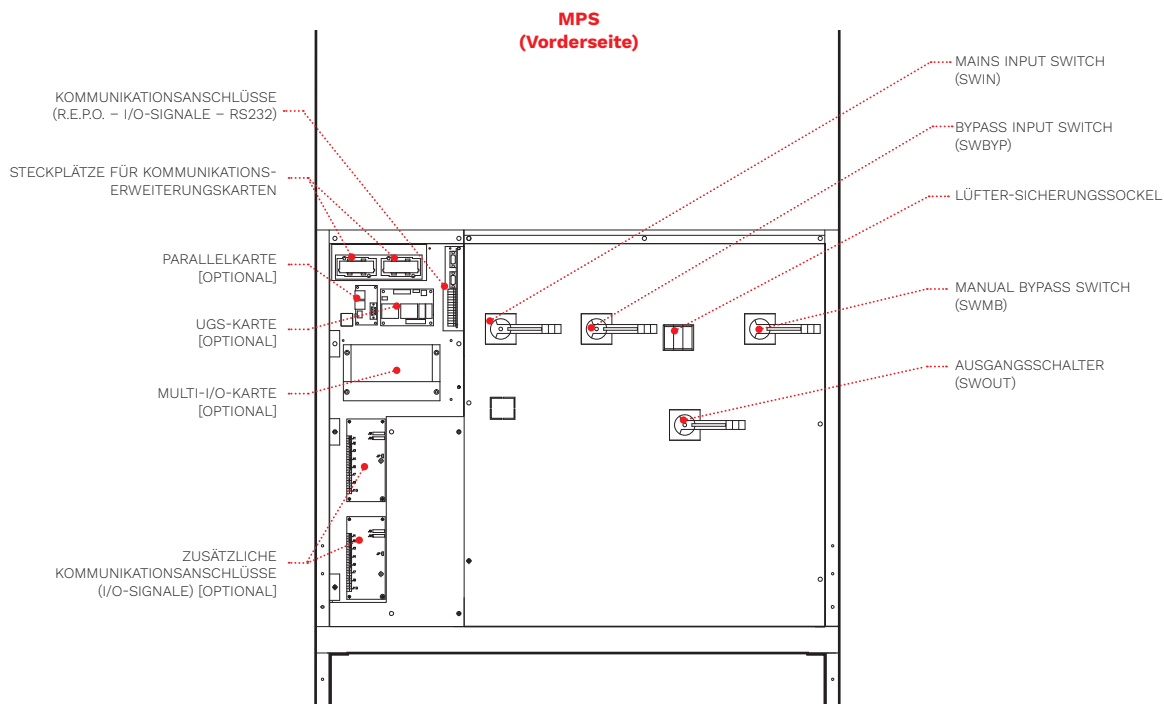 MPS
(Vorderseite)
KOMMUNIKATIONSANSCHLÜSSE
(R.E.P.O. – I/O-SIGNALE – RS232)
STECKPLÄTZE FÜR KOMMUNIKATIONS-
ERWEITERUNGSKARTEN
PARALLELKARTE
[OPTIONAL]
UGS-KARTE
[OPTIONAL]
MULTI-I/O-KARTE
[OPTIONAL]
ZUSÄTZLICHE
KOMMUNIKATIONSANSCHLÜSSE
(I/O-SIGNALE) [OPTIONAL]
MAINS INPUT SWITCH
(SWIN)
BYPASS INPUT SWITCH
(SWBYP)
LÜFTER-SICHERUNGSSOCKEL
MANUAL BYPASS SWITCH
(SWMB)
AUSGANGSSCHALTER
(SWOUT)